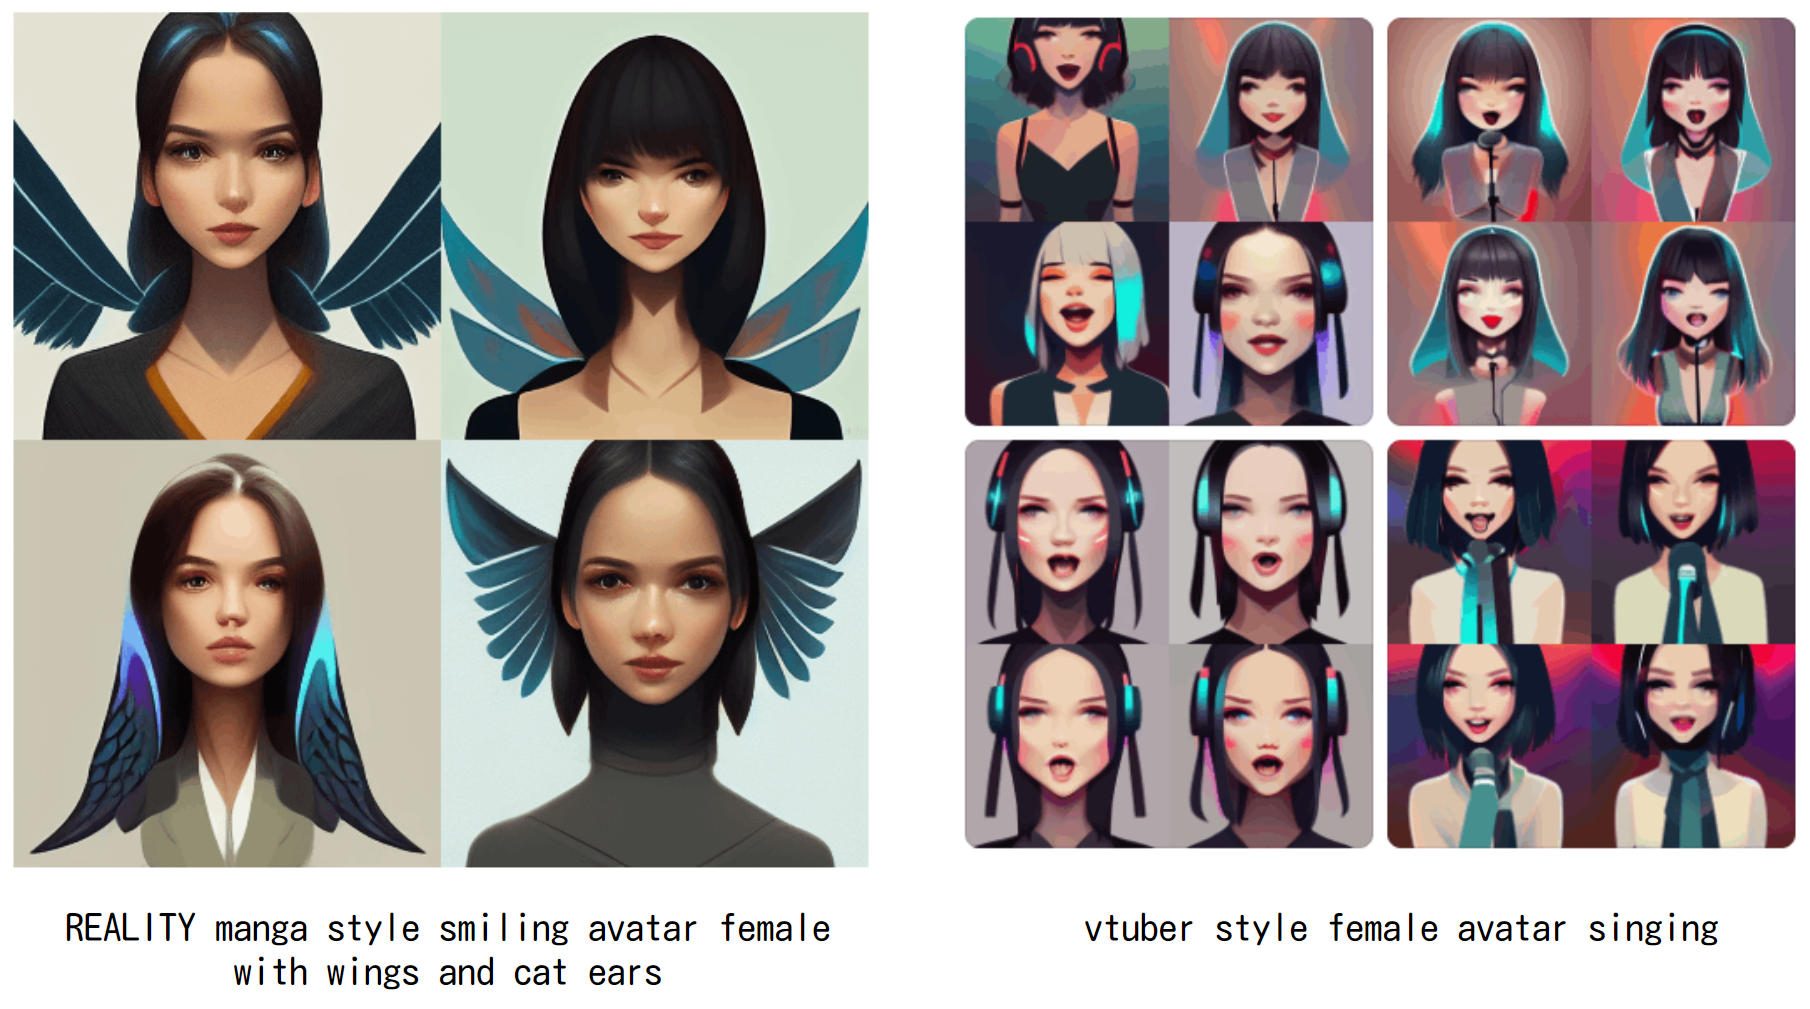 REALITY manga style smiling avatar female
with wings and cat ears
vtuber style female avatar singing